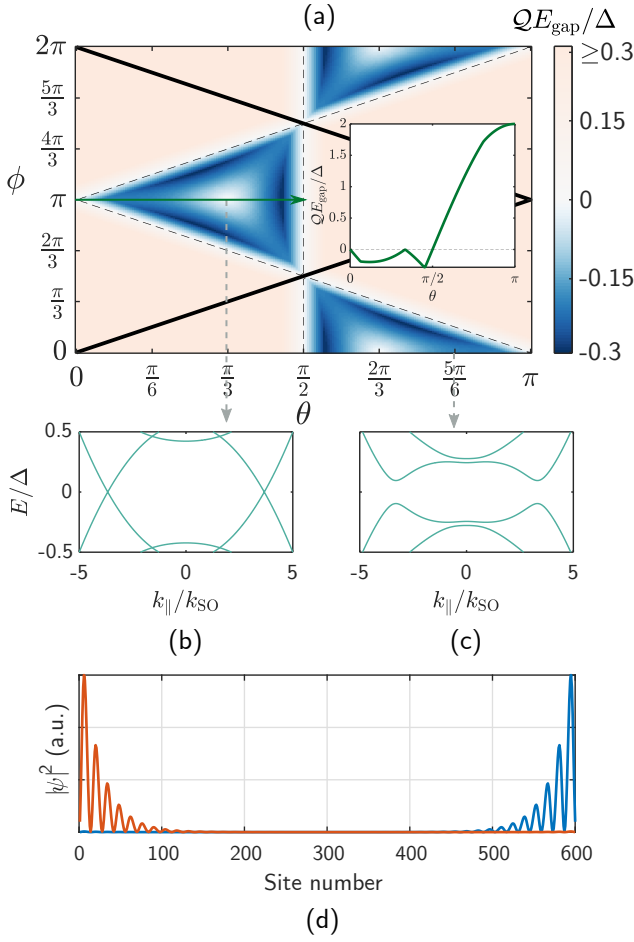 (a)
𝒬E_gap/Δ
2π
5π/3
4π/3
ϕ
π
2π/3
π/3
0
≥0.3
0.15
0
-0.15
-0.3
2
1.5
1
0.5
0
𝒬E_gap/Δ
0
π/2
π
θ
0
π/6
π/3
π/2
2π/3
5π/6
π
θ
0.5
0
-0.5
E/Δ
-5
0
5
-5
0
5
k_∥/k_SO
k_∥/k_SO
(b)
(c)
|ψ|² (a.u.)
0
100
200
300
400
500
600
Site number
(d)